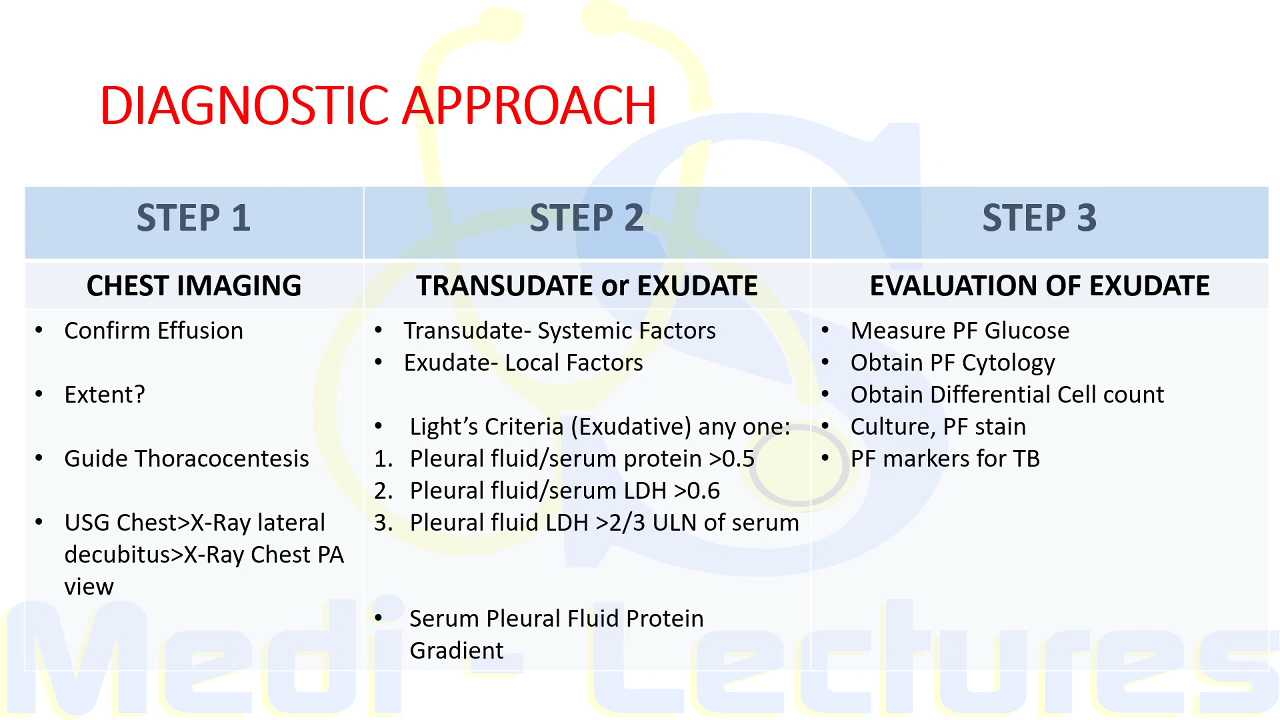 DIAGNOSTIC APPROACH
STEP 1
CHEST IMAGING
• Confirm Effusion
• Extent?
• Guide Thoracocentesis
• USG Chest>X-Ray lateral
decubitus>X-Ray Chest PA
view
STEP 2
TRANSUDATE or EXUDATE
• Transudate- Systemic Factors
• Exudate- Local Factors
• Light’s Criteria (Exudative) any one:
1. Pleural fluid/serum protein >0.5
2. Pleural fluid/serum LDH >0.6
3. Pleural fluid LDH >2/3 ULN of serum
• Serum Pleural Fluid Protein
Gradient
STEP 3
EVALUATION OF EXUDATE
• Measure PF Glucose
• Obtain PF Cytology
• Obtain Differential Cell count
• Culture, PF stain
• PF markers for TB
S
Medi - Lectures